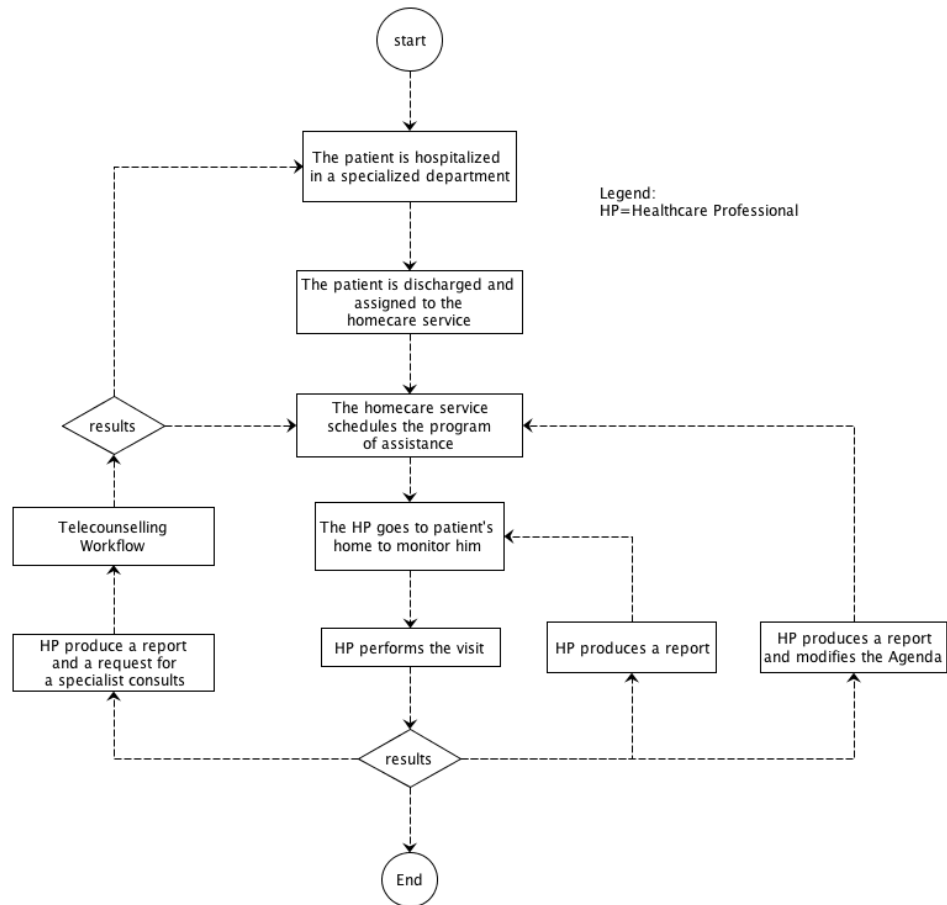 start
The patient is hospitalized
in a specialized department
Legend:
HP=Healthcare Professional
The patient is discharged and
assigned to the
homecare service
results
The homecare service
schedules the program
of assistance
Telecounselling
Workflow
The HP goes to patient's
home to monitor him
HP produce a report
and a request for
a specialist consults
HP performs the visit
HP produces a report
HP produces a report
and modifies the Agenda
results
End